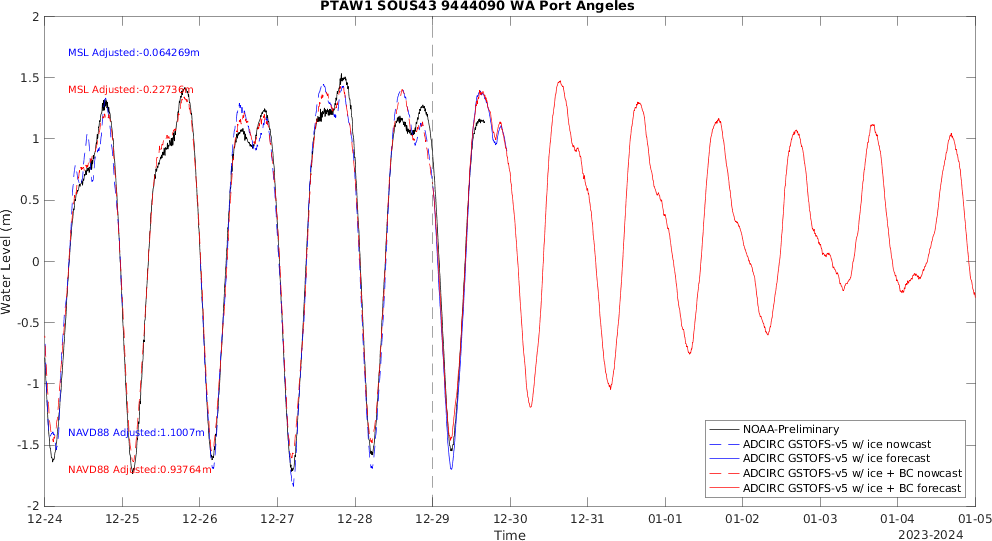 PTAW1 SOUS43 9444090 WA Port Angeles
2
1.5
1
0.5
0
-0.5
-1
-1.5
-2
Water Level (m)
MSL Adjusted:-0.064269m
MSL Adjusted:-0.22736m
NAVD88 Adjusted:1.1007m
NAVD88 Adjusted:0.93764m
NOAA-Preliminary
ADCIRC GSTOFS-v5 w/ ice nowcast
ADCIRC GSTOFS-v5 w/ ice forecast
ADCIRC GSTOFS-v5 w/ ice + BC nowcast
ADCIRC GSTOFS-v5 w/ ice + BC forecast
12-24 12-25 12-26 12-27 12-28 12-29 12-30 12-31 01-01 01-02 01-03 01-04 01-05
Time
2023-2024